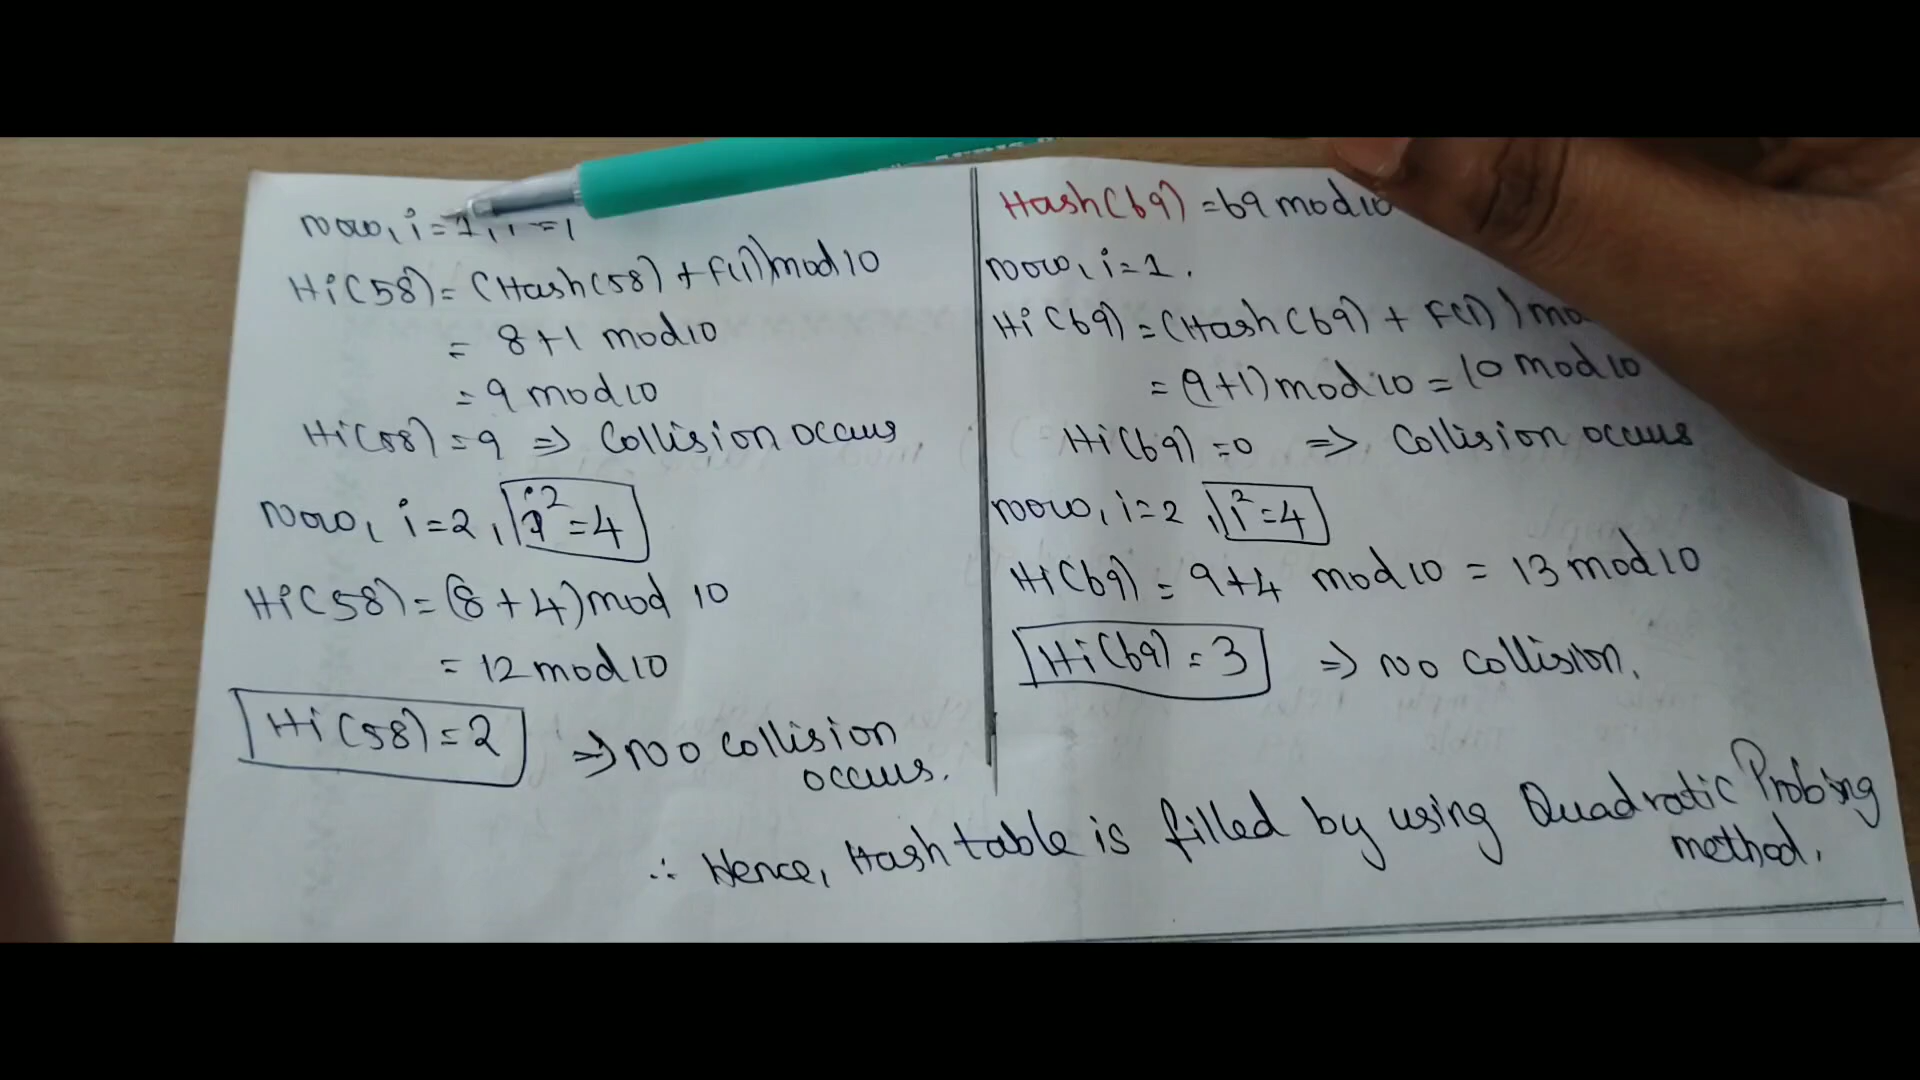 Now, i=1, i =1
Hi(58) = (Hash(58) + F(1)) mod 10
= 8+1 mod 10
= 9 mod 10
Hi(58) = 9 => Collision occurs
Now, i=2, i²=4
Hi(58) = (8+4) mod 10
= 12 mod 10
Hi(58) = 2 => No collision
occurs.
Hash(69) = 69 mod 10
Now, i=1.
Hi(69) = (Hash(69) + F(1)) mo
= (9+1) mod 10 = 10 mod 10
Hi(69) = 0 => Collision occurs
Now, i=2, i²=4
Hi(69) = 9+4 mod 10 = 13 mod 10
Hi(69) = 3 => No collision.
∴ Hence, Hash table is filled by using Quadratic Probing
method.